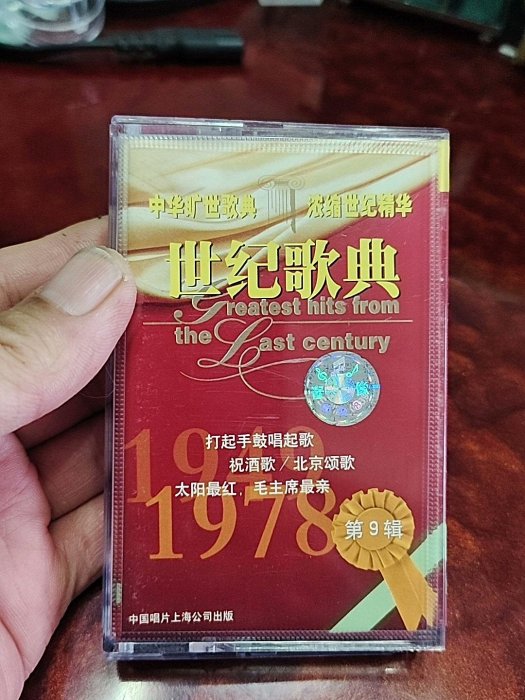 中华旷世歌典 浓缩世纪精华
世纪歌典
Greatest hits from
the Last century
打起手鼓唱起歌
祝酒歌/北京颂歌
太阳最红，毛主席最亲
1949
1978
第9辑
中国唱片上海公司出版